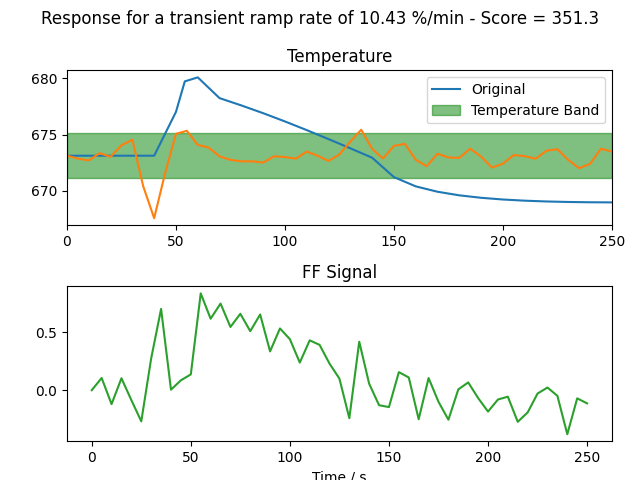 Response for a transient ramp rate of 10.43 %/min - Score = 351.3
Temperature
680
675
670
Original
Temperature Band
0 50 100 150 200 250
FF Signal
0.5
0.0
0 50 100 150 200 250
Time / s